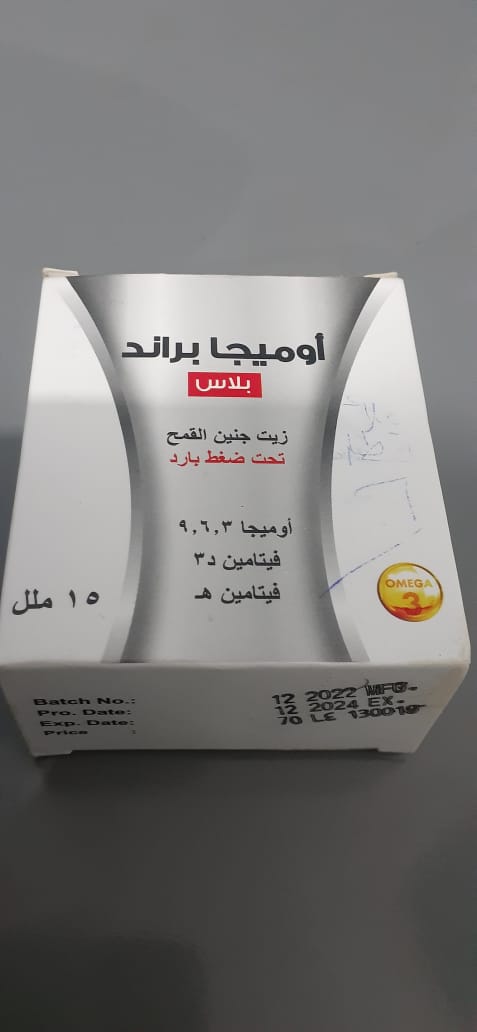 أوميجا براند
بلاس
زيت جنين القمح
تحت ضغط بارد
أوميجا ٩,٦,٣
فيتامين د٣
فيتامين هـ
١٥ ملل
OMEGA
3
Batch No.:
Pro. Date: 12 2022 MFG.
Exp. Date: 12 2024 EX.
Price : 70 LE 130010